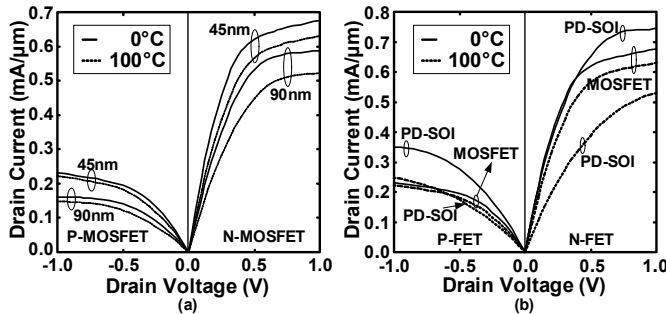 Drain Current (mA/µm)
0.7
0.6
0.5
0.4
0.3
0.2
0.1
0.0
0°C
100°C
45nm
90nm
45nm
90nm
P-MOSFET
N-MOSFET
-1.0
-0.5
0.0
0.5
1.0
Drain Voltage (V)
(a)
Drain Current (mA/µm)
0.8
0.7
0.6
0.5
0.4
0.3
0.2
0.1
0.0
0°C
100°C
PD-SOI
MOSFET
PD-SOI
PD-SOI
MOSFET
PD-SOI
P-FET
N-FET
-1.0
-0.5
0.0
0.5
1.0
Drain Voltage (V)
(b)